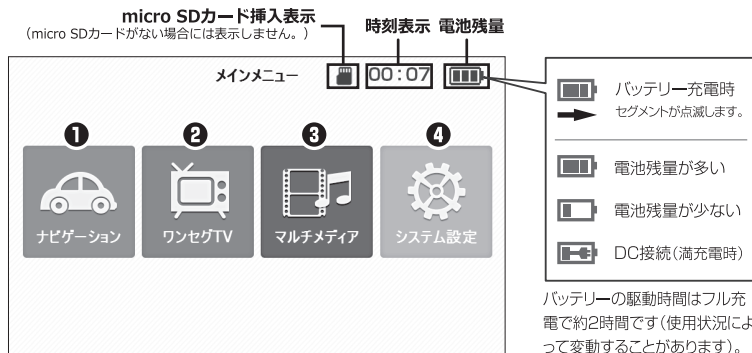 micro SDカード挿入表示
(micro SDカードがない場合には表示しません。)
時刻表示 電池残量
メインメニュー
00:07
❶
❷
❸
❹
ナビゲーション
ワンセグTV
マルチメディア
システム設定
バッテリー充電時
セグメントが点滅します。
電池残量が多い
電池残量が少ない
DC接続(満充電時)
バッテリーの駆動時間はフル充
電で約2時間です(使用状況によ
って変動することがあります)。